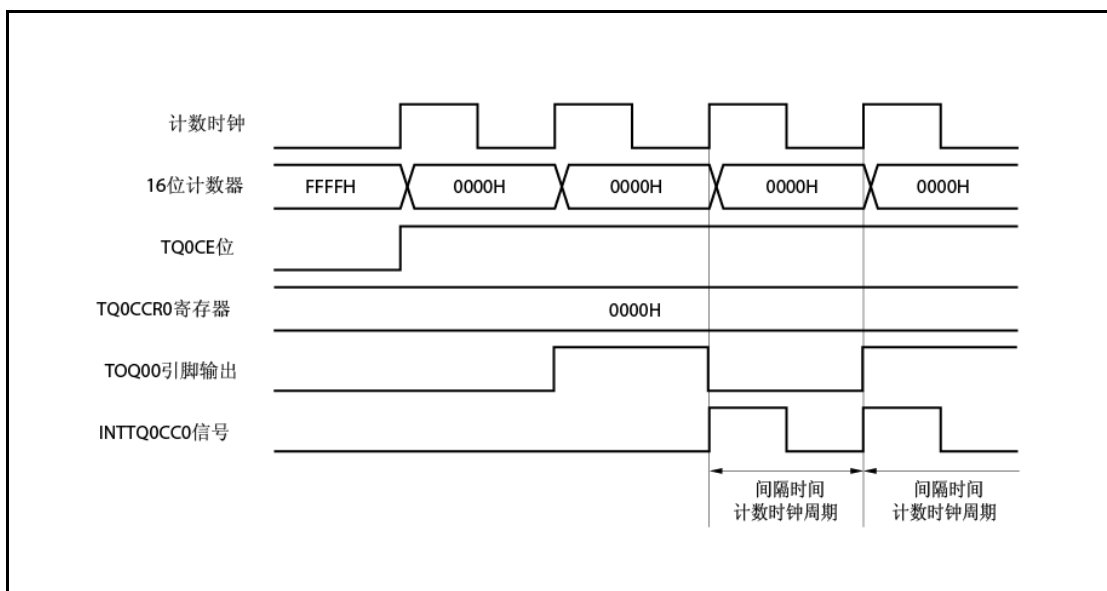 计数时钟
16位计数器
FFFFH
0000H
0000H
0000H
0000H
TQ0CE位
TQ0CCR0寄存器
0000H
TOQ00引脚输出
INTTQ0CC0信号
间隔时间
计数时钟周期
间隔时间
计数时钟周期